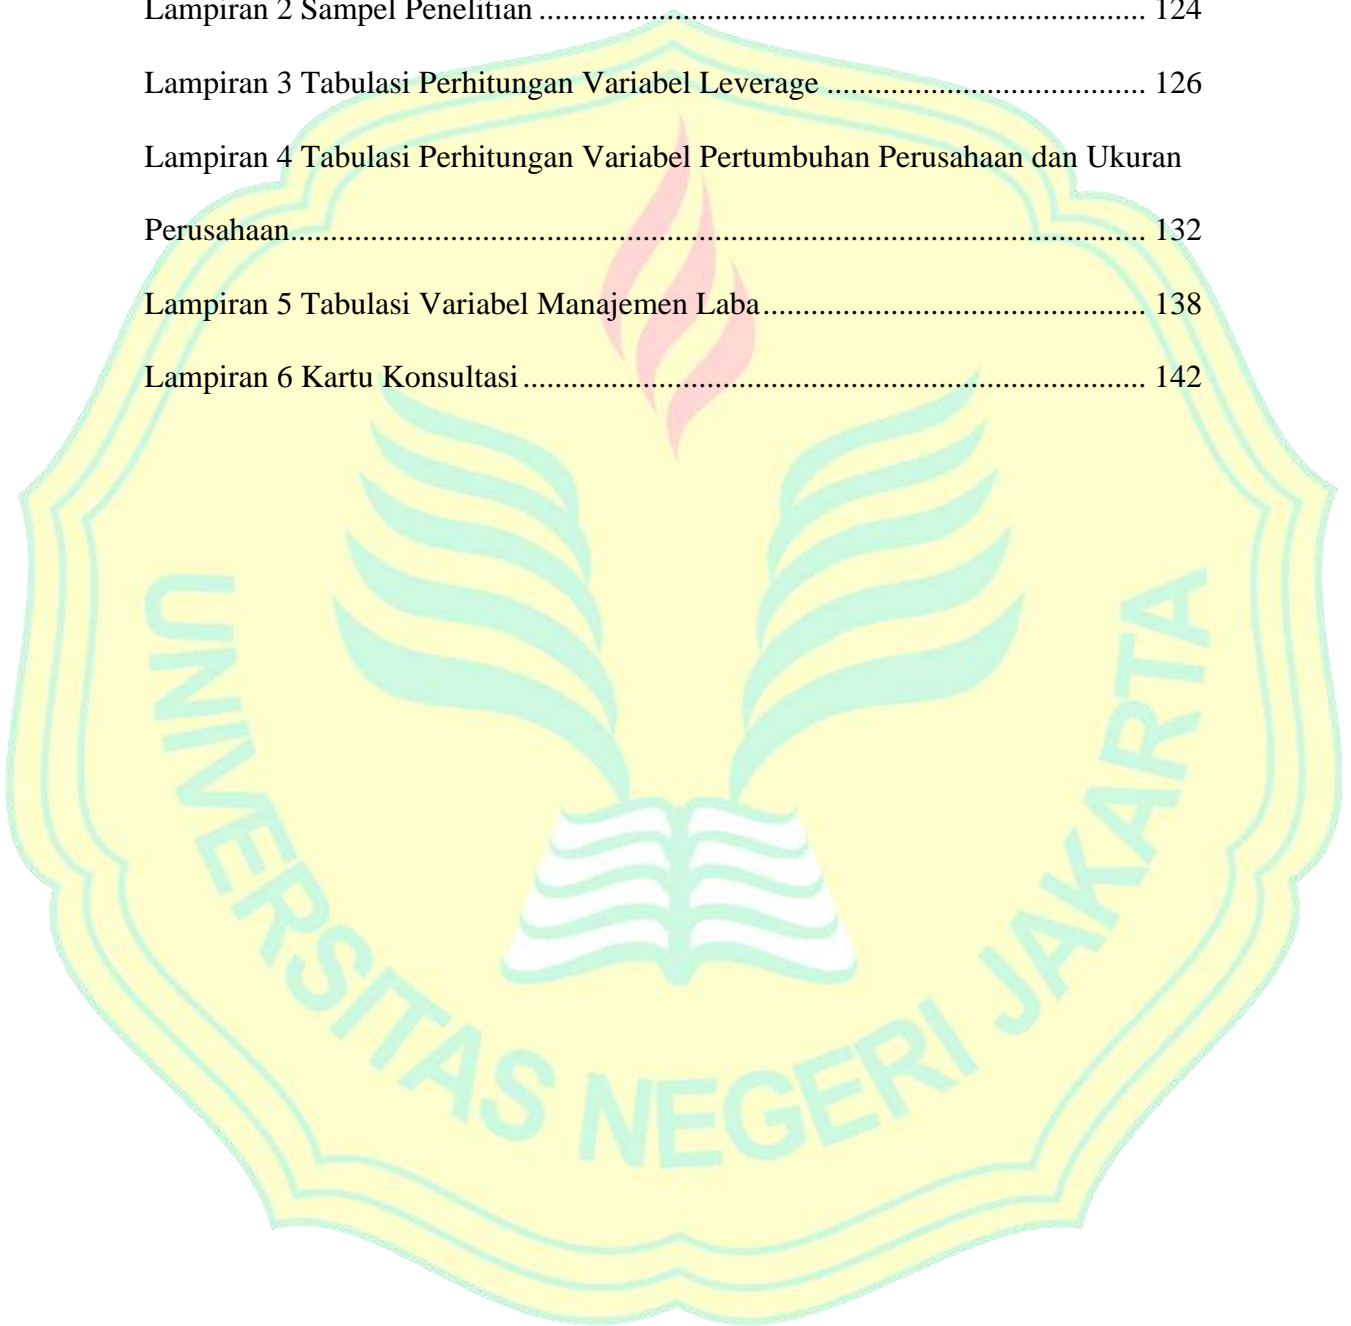 Lampiran 2 Sampel Penelitian ............................................................................ 124
Lampiran 3 Tabulasi Perhitungan Variabel Leverage ........................................ 126
Lampiran 4 Tabulasi Perhitungan Variabel Pertumbuhan Perusahaan dan Ukuran
Perusahaan........................................................................................................... 132
Lampiran 5 Tabulasi Variabel Manajemen Laba ................................................ 138
Lampiran 6 Kartu Konsultasi .............................................................................. 142
UNIVERSITAS NEGERI JAKARTA